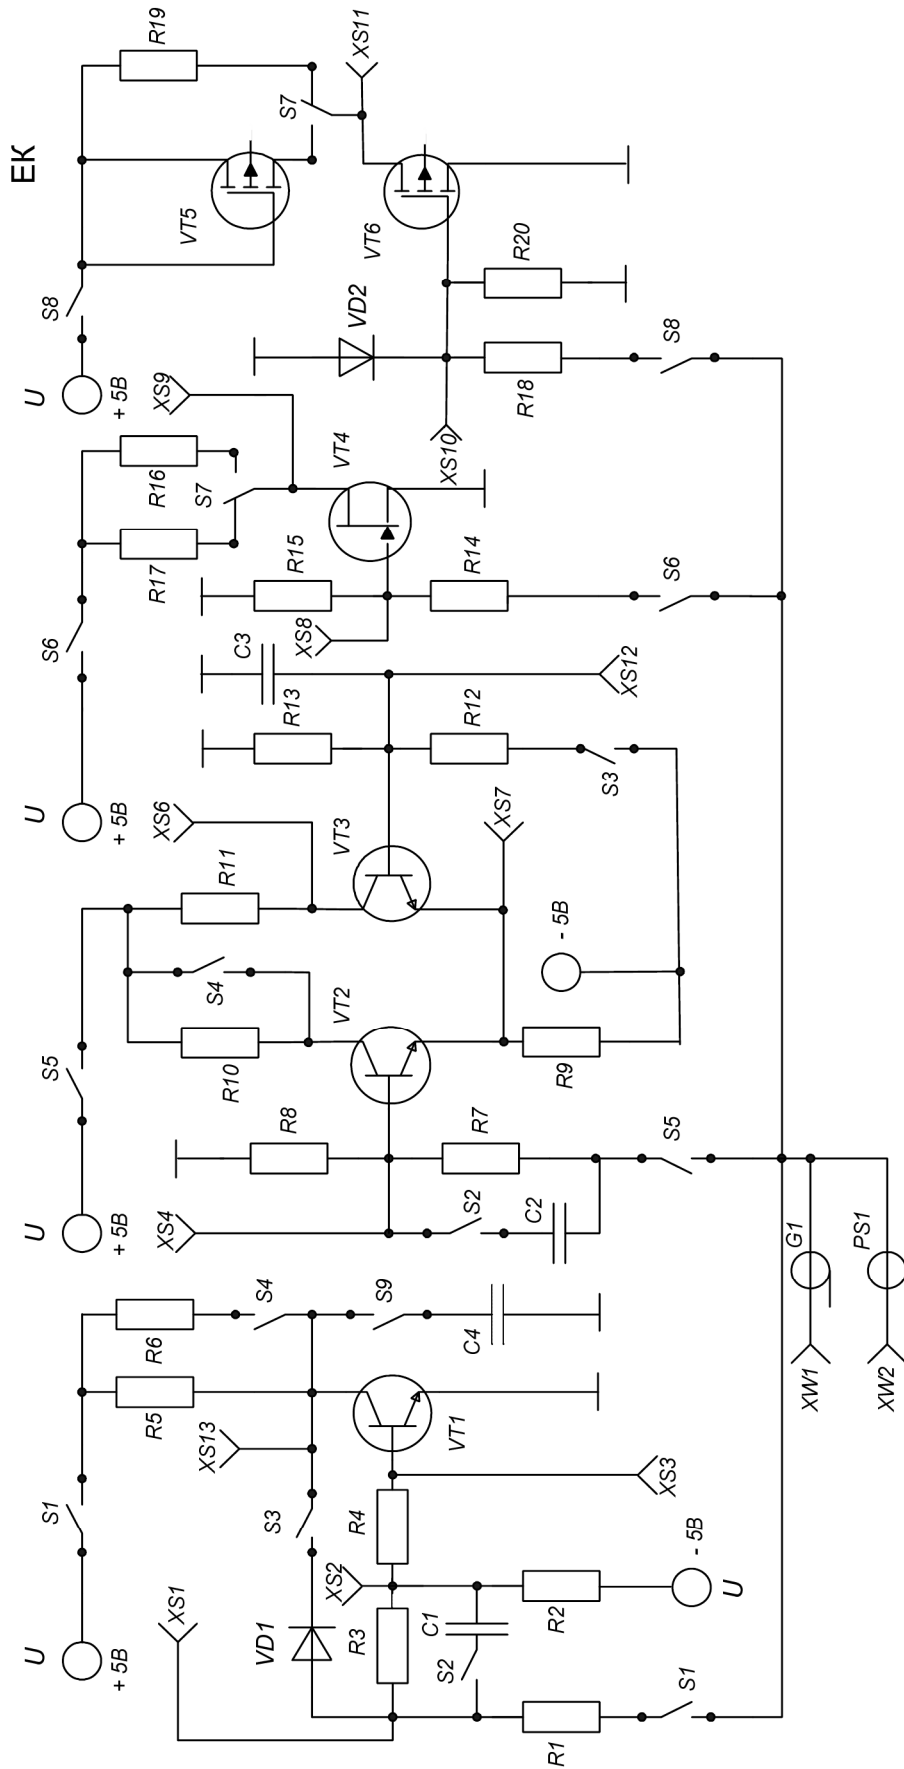 U
U
U
U
ЕК
S1
S5
S6
S8
+ 5В
+ 5В
+ 5В
+ 5В
R5
R6
R17
R16
R19
XS1
XS4
XS6
XS9
XS13
VT5
S7
S7
R10
S4
R11
VD1
S3
S4
C3
R8
R13
R15
XS8
R3
XS2
R4
S9
VT2
VT3
VT4
VD2
VT6
XS11
C1
S2
VT1
C4
S2
R7
R12
R14
XS10
R20
R2
C2
XS7
R18
R1
R9
- 5В
S3
XS12
XS3
S1
- 5В
U
S5
S6
S8
G1
XW1
PS1
XW2